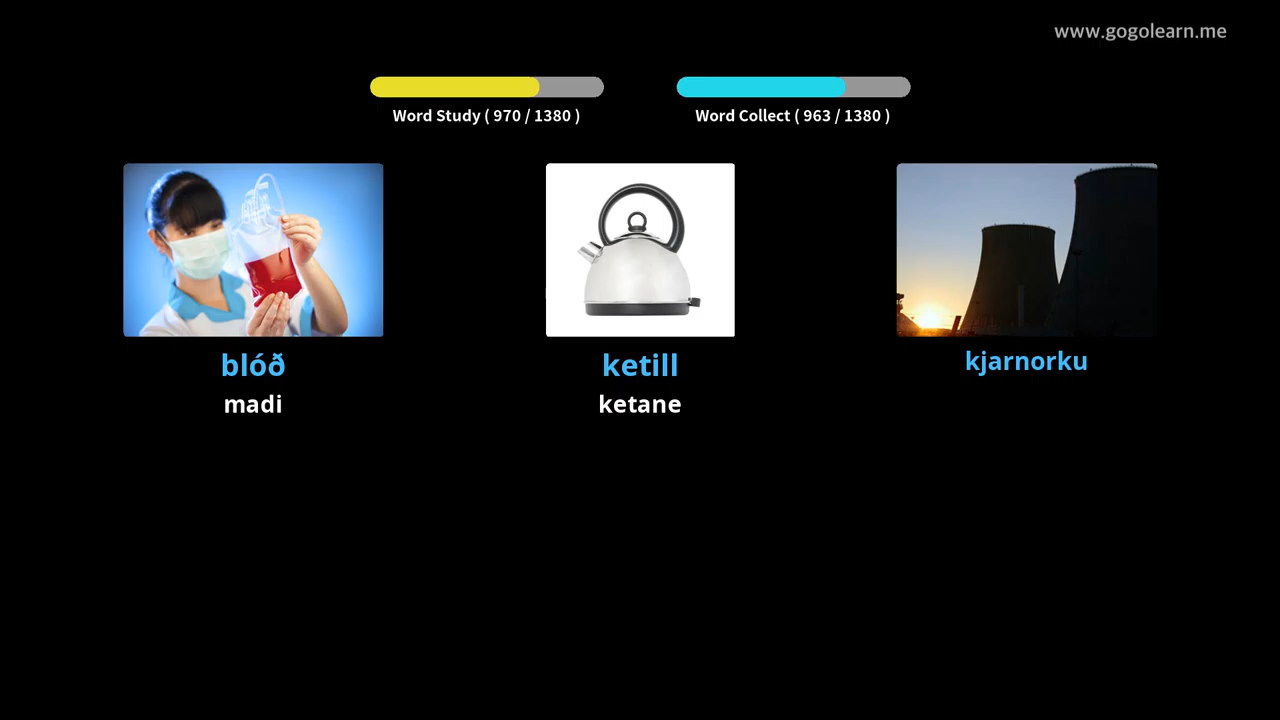 www.gogolearn.me
Word Study ( 970 / 1380 )
Word Collect ( 963 / 1380 )
blóð
madi
ketill
ketane
kjarnorku